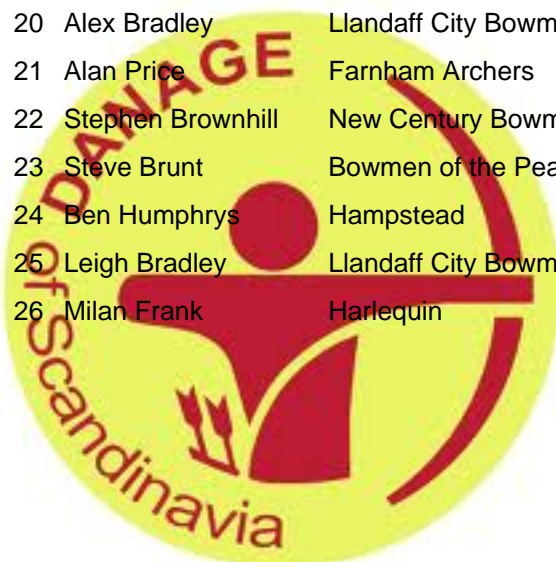 20 Alex Bradley Llandaff City Bowm
21 Alan Price Farnham Archers
22 Stephen Brownhill New Century Bowm
23 Steve Brunt Bowmen of the Pea
24 Ben Humphrys Hampstead
25 Leigh Bradley Llandaff City Bowm
26 Milan Frank Harlequin
DANAGE
of Scandinavia